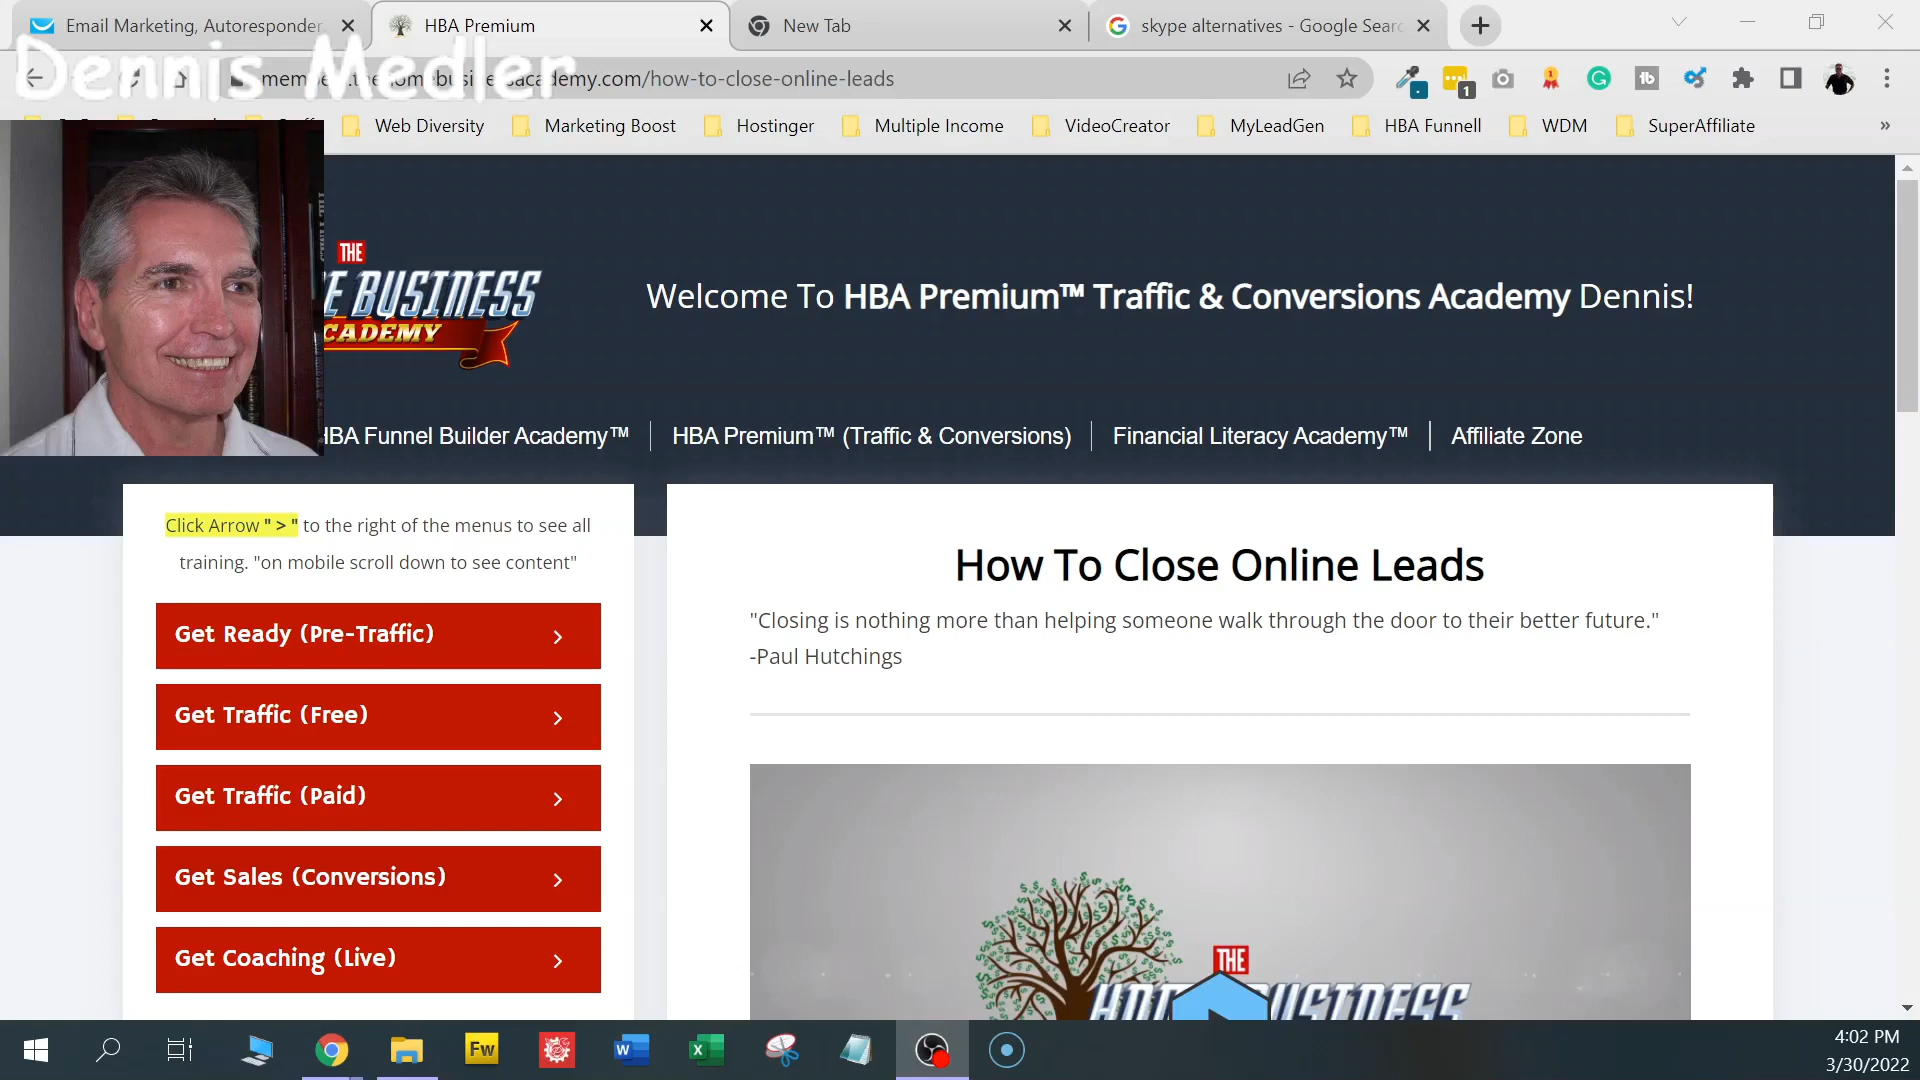 Email Marketing, Autoresponder
HBA Premium
New Tab
skype alternatives - Google Searc
Dennis Medler
academy.com/how-to-close-online-leads
1
Web Diversity
Marketing Boost
Hostinger
Multiple Income
VideoCreator
MyLeadGen
HBA Funnell
WDM
SuperAffiliate
»
THE
E BUSINESS
CADEMY
Welcome To HBA Premium™ Traffic & Conversions Academy Dennis!
HBA Funnel Builder Academy™
HBA Premium™ (Traffic & Conversions)
Financial Literacy Academy™
Affiliate Zone
Click Arrow " > " to the right of the menus to see all
training. "on mobile scroll down to see content"
Get Ready (Pre-Traffic)
Get Traffic (Free)
Get Traffic (Paid)
Get Sales (Conversions)
Get Coaching (Live)
How To Close Online Leads
"Closing is nothing more than helping someone walk through the door to their better future."
-Paul Hutchings
THE
BUSINESS
Fw
4:02 PM
3/30/2022